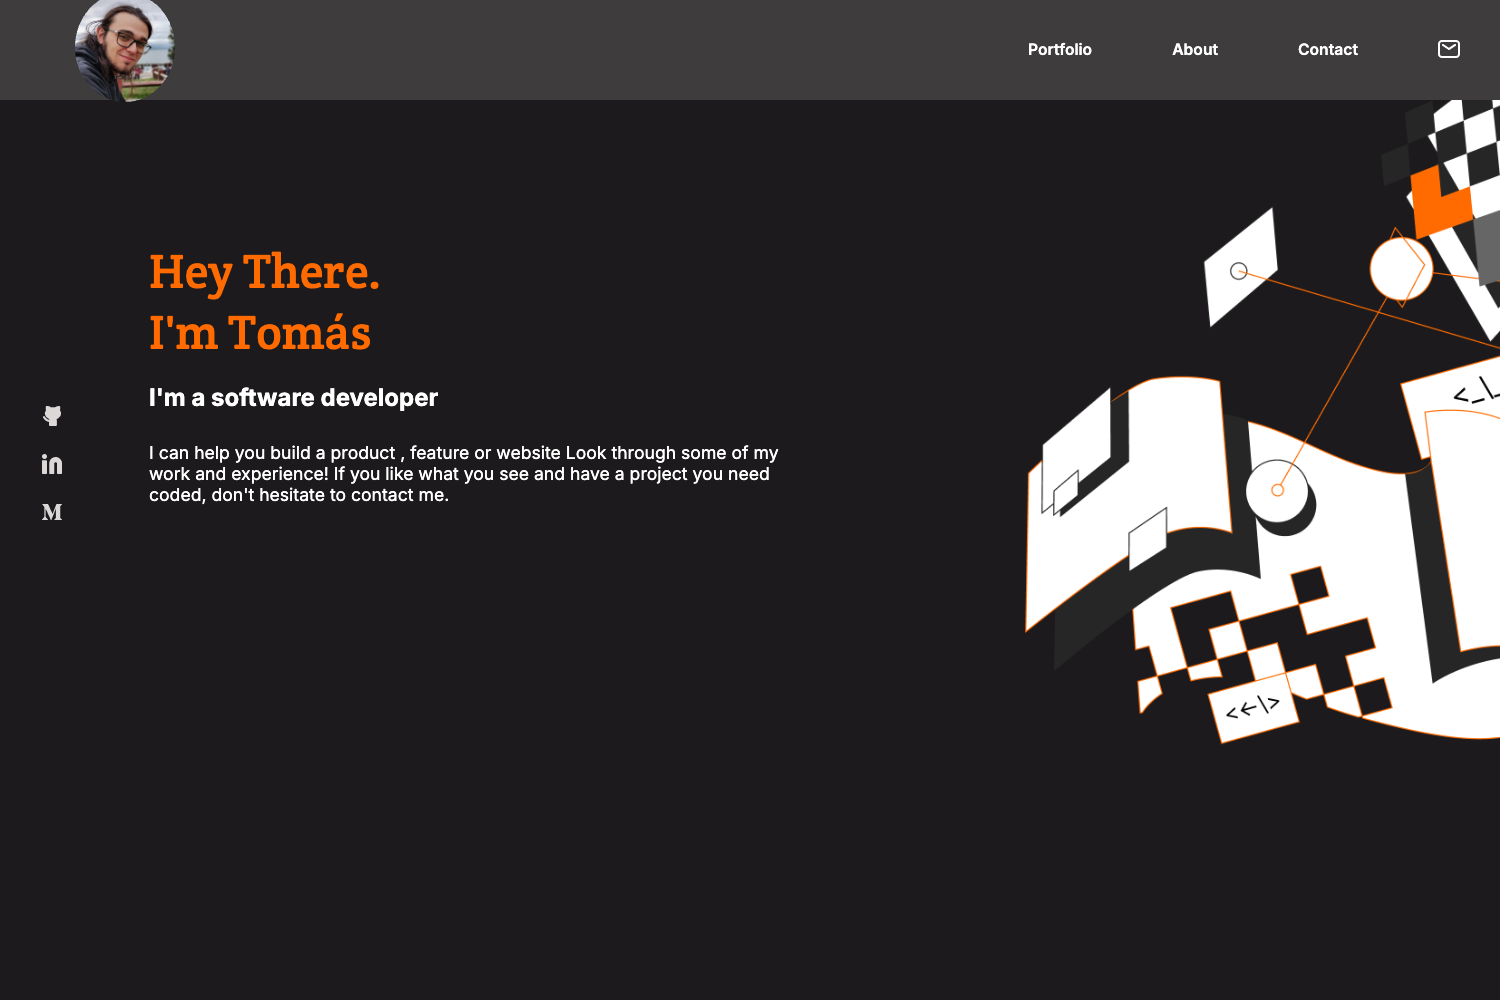 Portfolio About Contact
Hey There.
I'm Tomás
I'm a software developer
I can help you build a product , feature or website Look through some of my
work and experience! If you like what you see and have a project you need
coded, don't hesitate to contact me.
<_\_
<←\>